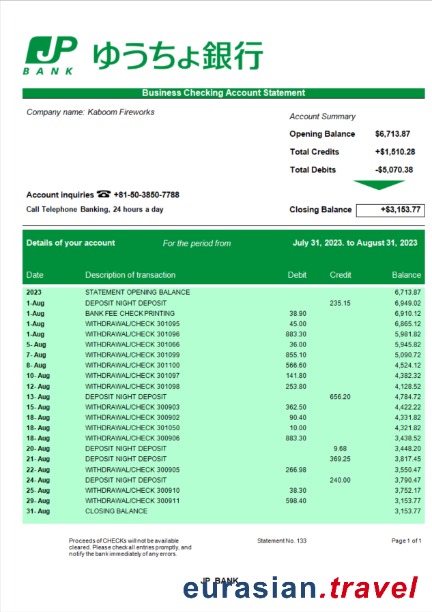 JP
BANK ゆうちょ銀行
Business Checking Account Statement
Company name: Kaboom Fireworks
Account Summary
Opening Balance $6,713.87
Total Credits +$1,510.28
Total Debits -$5,070.38
Account inquiries ☎ +81-50-3850-7788
Call Telephone Banking, 24 hours a day
Closing Balance +$3,153.77
Details of your account For the period from July 31, 2023. to August 31, 2023
Date Description of transaction Debit Credit Balance
2023 STATEMENT OPENING BALANCE 6,713.87
1-Aug DEPOSIT NIGHT DEPOSIT 235.15 6,949.02
1-Aug BANK FEE CHECK PRINTING 38.90 6,910.12
1-Aug WITHDRAWAL/CHECK 301095 45.00 6,865.12
1-Aug WITHDRAWAL/CHECK 301096 883.30 5,981.82
5-Aug WITHDRAWAL/CHECK 301066 36.00 5,945.82
7-Aug WITHDRAWAL/CHECK 301099 855.10 5,090.72
8-Aug WITHDRAWAL/CHECK 301100 566.60 4,524.12
10-Aug WITHDRAWAL/CHECK 301097 141.80 4,382.32
12-Aug WITHDRAWAL/CHECK 301098 253.80 4,128.52
13-Aug DEPOSIT NIGHT DEPOSIT 656.20 4,784.72
15-Aug WITHDRAWAL/CHECK 300903 362.50 4,422.22
18-Aug WITHDRAWAL/CHECK 300902 90.40 4,331.82
18-Aug WITHDRAWAL/CHECK 301050 10.00 4,321.82
18-Aug WITHDRAWAL/CHECK 300906 883.30 3,438.52
20-Aug DEPOSIT NIGHT DEPOSIT 9.68 3,448.20
21-Aug DEPOSIT NIGHT DEPOSIT 369.25 3,817.45
22-Aug WITHDRAWAL/CHECK 300905 266.98 3,550.47
24-Aug DEPOSIT NIGHT DEPOSIT 240.00 3,790.47
25-Aug WITHDRAWAL/CHECK 300910 38.30 3,752.17
29-Aug WITHDRAWAL/CHECK 300911 598.40 3,153.77
31-Aug CLOSING BALANCE 3,153.77
Proceeds of CHECKs will not be available
cleared. Please check all entries promptly, and
notify the bank immediately of any errors.
Statement No. 133
Page 1 of 1
JP BANK
eurasian.travel